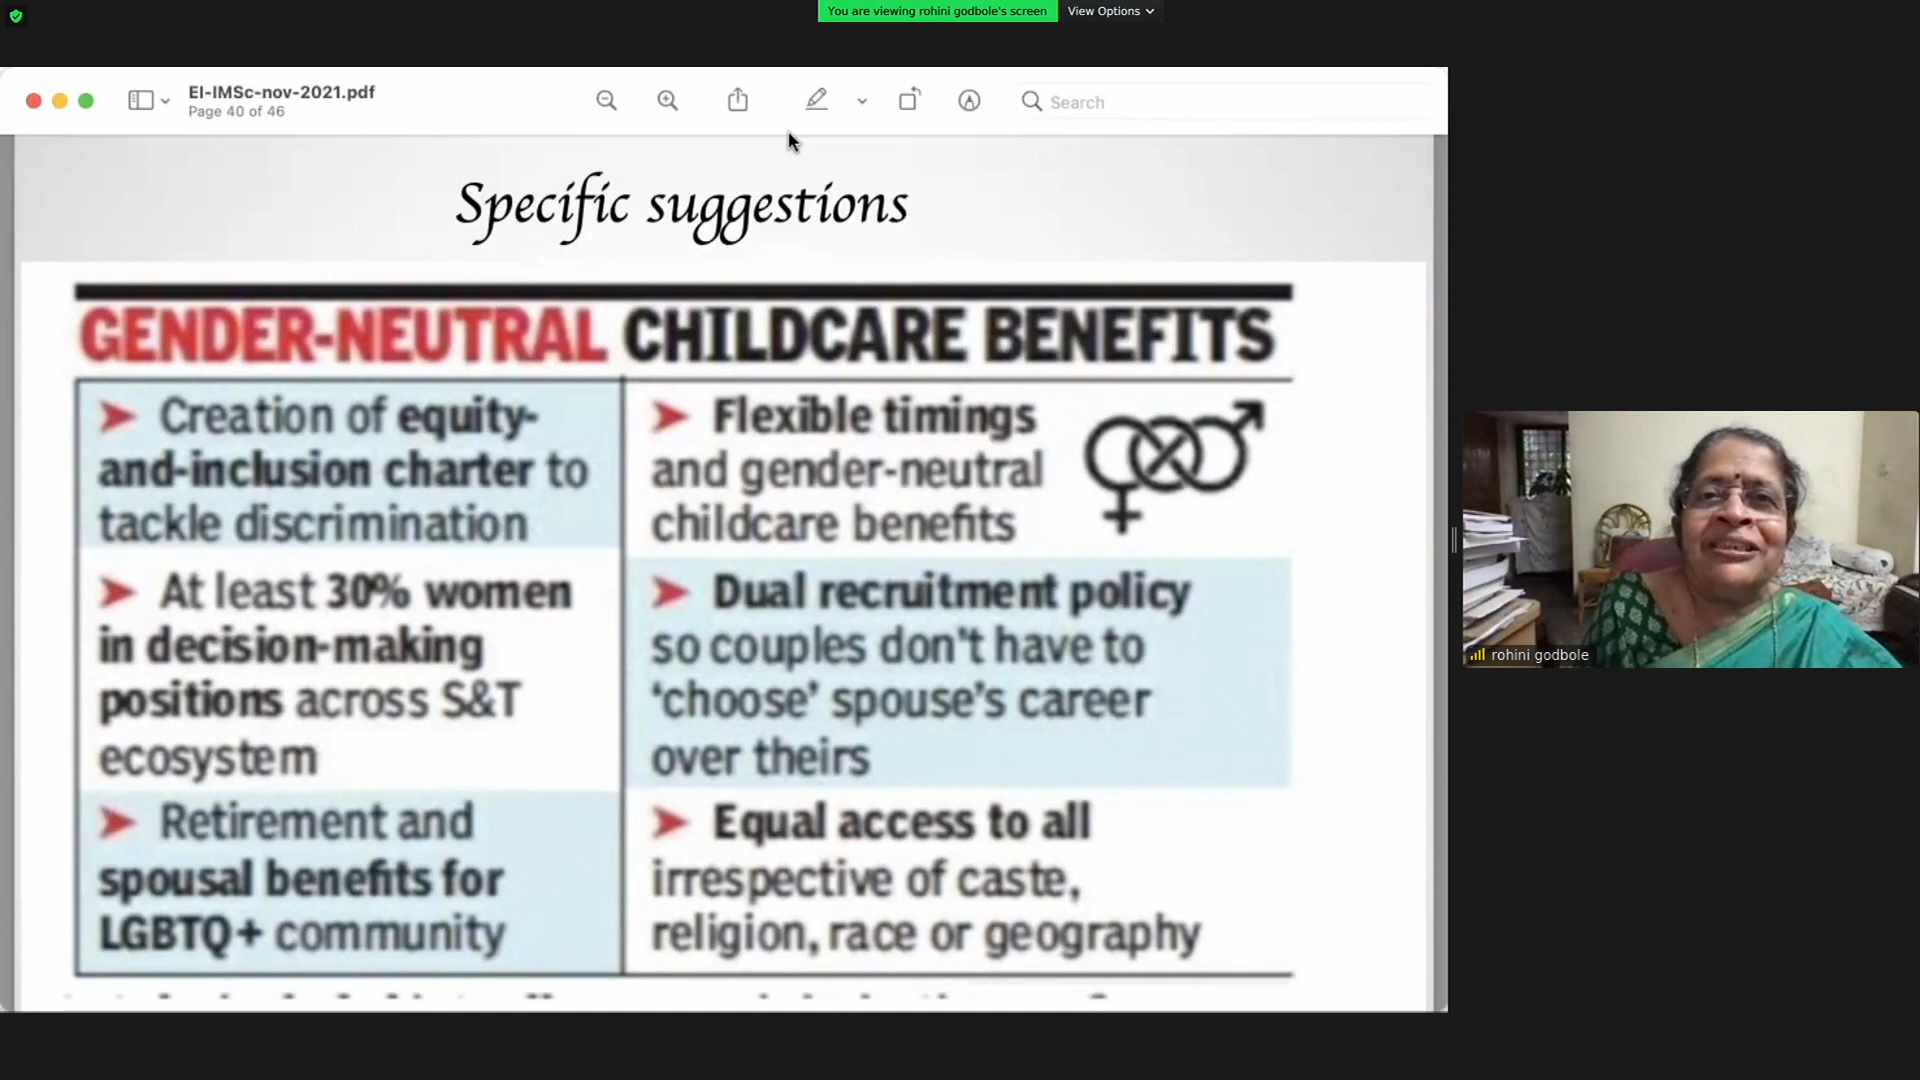 You are viewing rohini godbole's screen
View Options
EI-IMSc-nov-2021.pdf
Page 40 of 46
Search
Specific suggestions
GENDER-NEUTRAL CHILDCARE BENEFITS
➤ Creation of equity-
and-inclusion charter to
tackle discrimination
➤ At least 30% women
in decision-making
positions across S&T
ecosystem
➤ Retirement and
spousal benefits for
LGBTQ+ community
➤ Flexible timings
and gender-neutral
childcare benefits
➤ Dual recruitment policy
so couples don't have to
‘choose’ spouse's career
over theirs
➤ Equal access to all
irrespective of caste,
religion, race or geography
rohini godbole